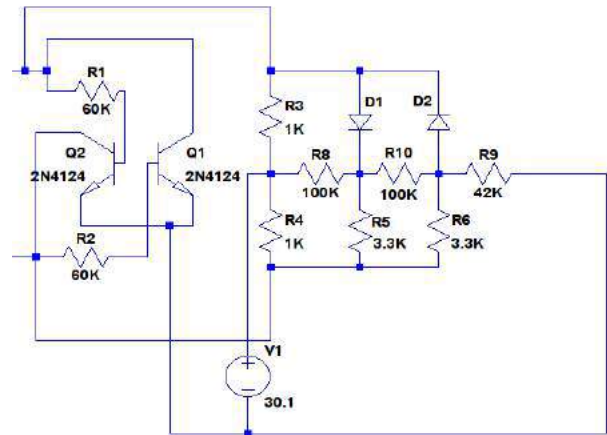 R1
60K
Q2
2N4124
Q1
2N4124
R2
60K
R3
1K
R4
1K
D1
D2
R8
100K
R10
100K
R9
42K
R5
3.3K
R6
3.3K
V1
30.1